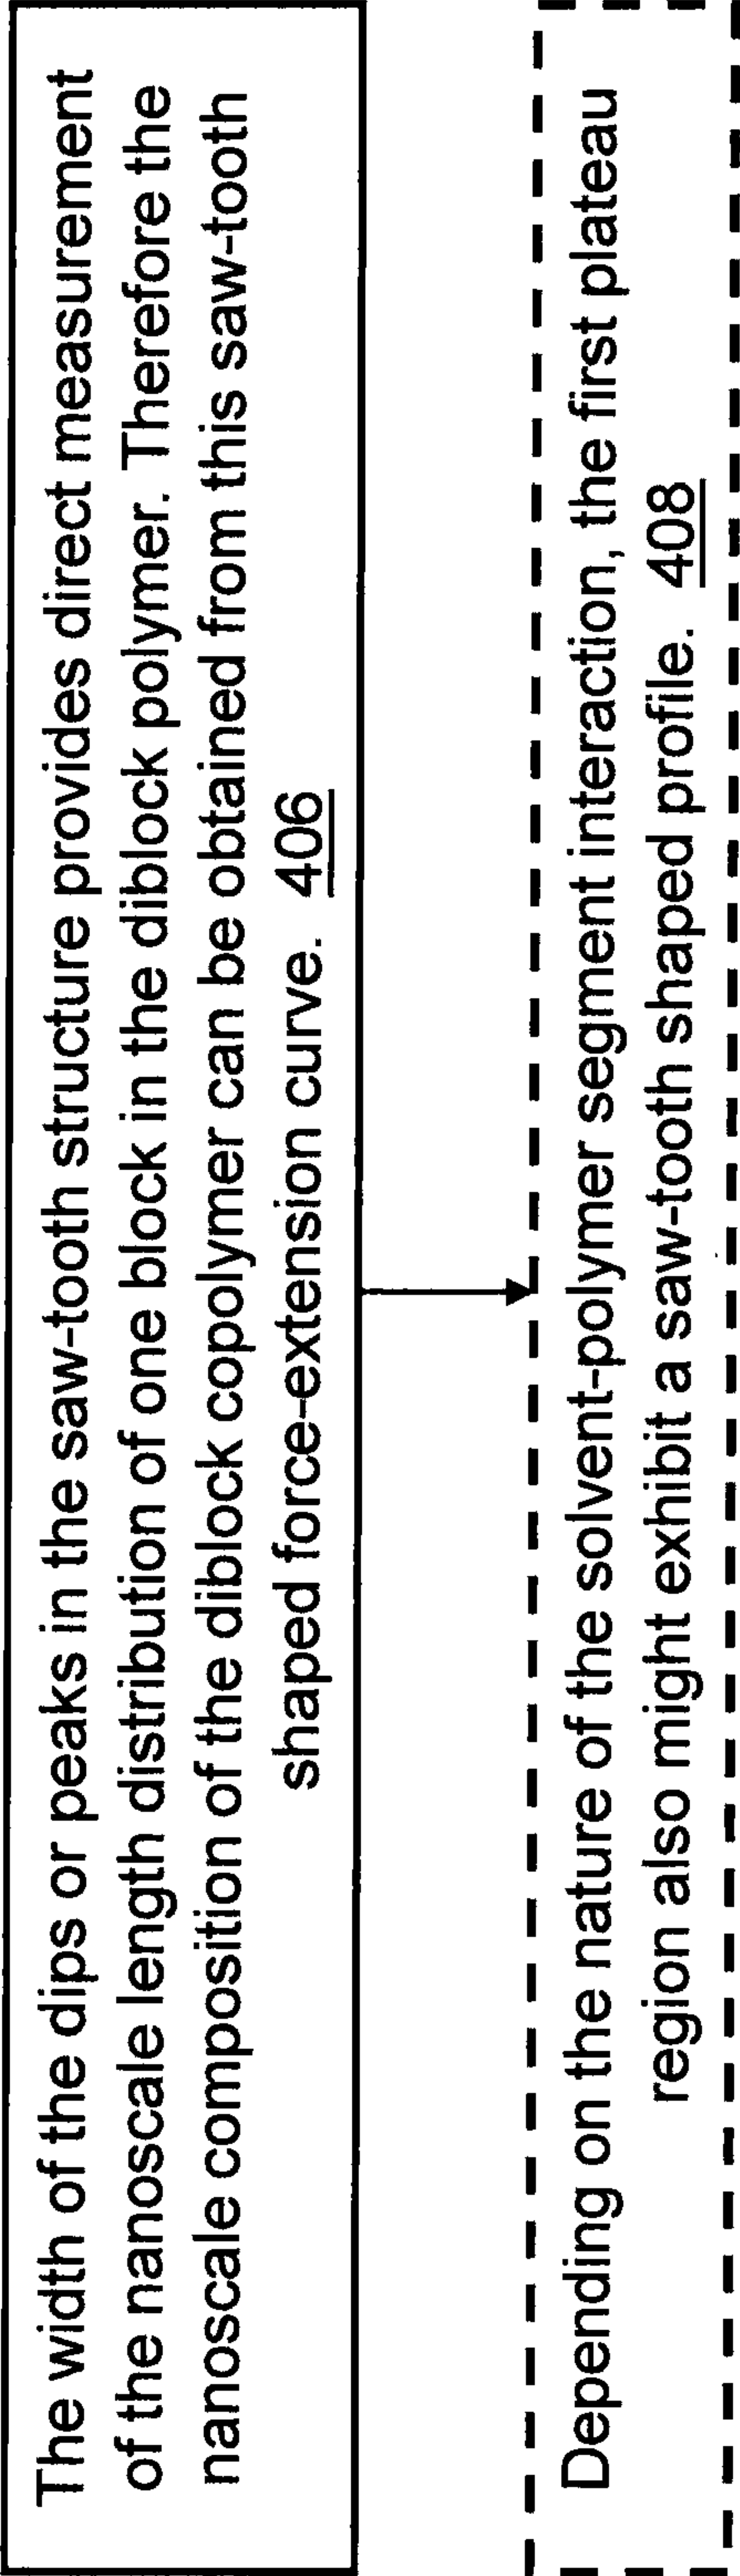 The width of the dips or peaks in the saw-tooth structure provides direct measurement
of the nanoscale length distribution of one block in the diblock polymer. Therefore the
nanoscale composition of the diblock copolymer can be obtained from this saw-tooth
shaped force-extension curve. 406
Depending on the nature of the solvent-polymer segment interaction, the first plateau
region also might exhibit a saw-tooth shaped profile. 408